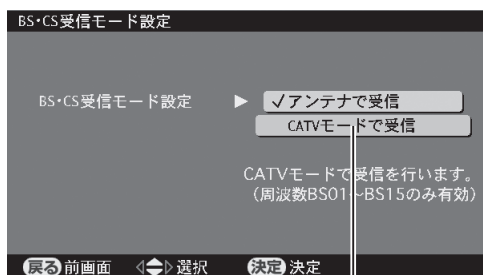 BS・CS受信モード設定
BS・CS受信モード設定 ▶ ✓アンテナで受信
CATVモードで受信
CATVモードで受信を行います。
(周波数BS01~BS15のみ有効)
戻る 前画面 選択 決定 決定